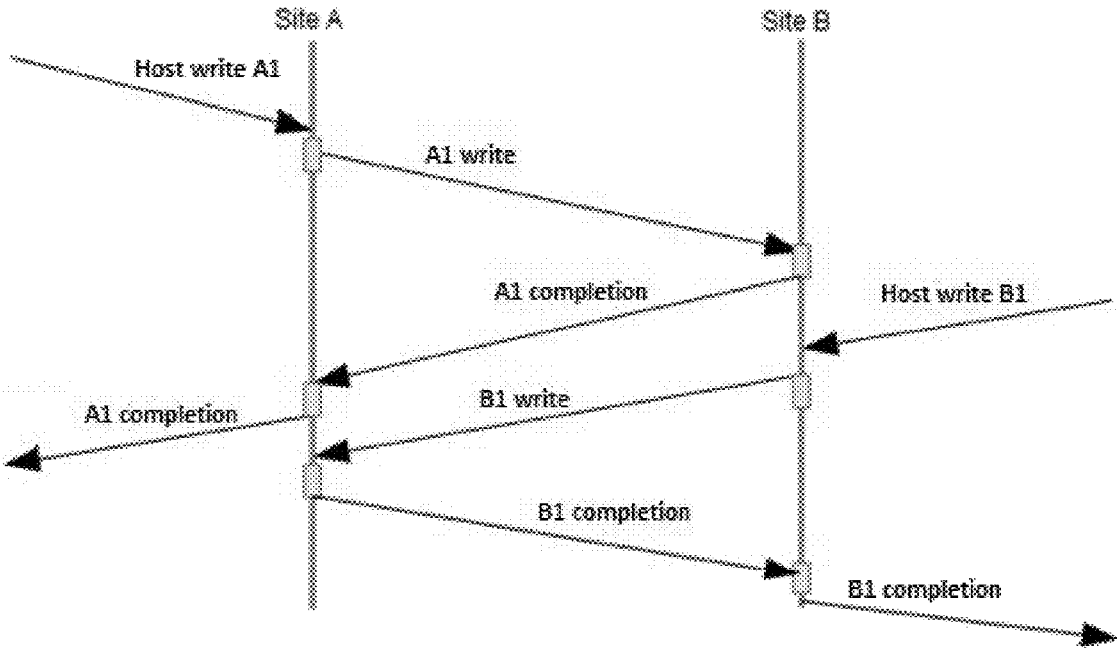 Site A
Site B
Host write A1
A1 write
A1 completion
Host write B1
B1 write
A1 completion
B1 completion
B1 completion